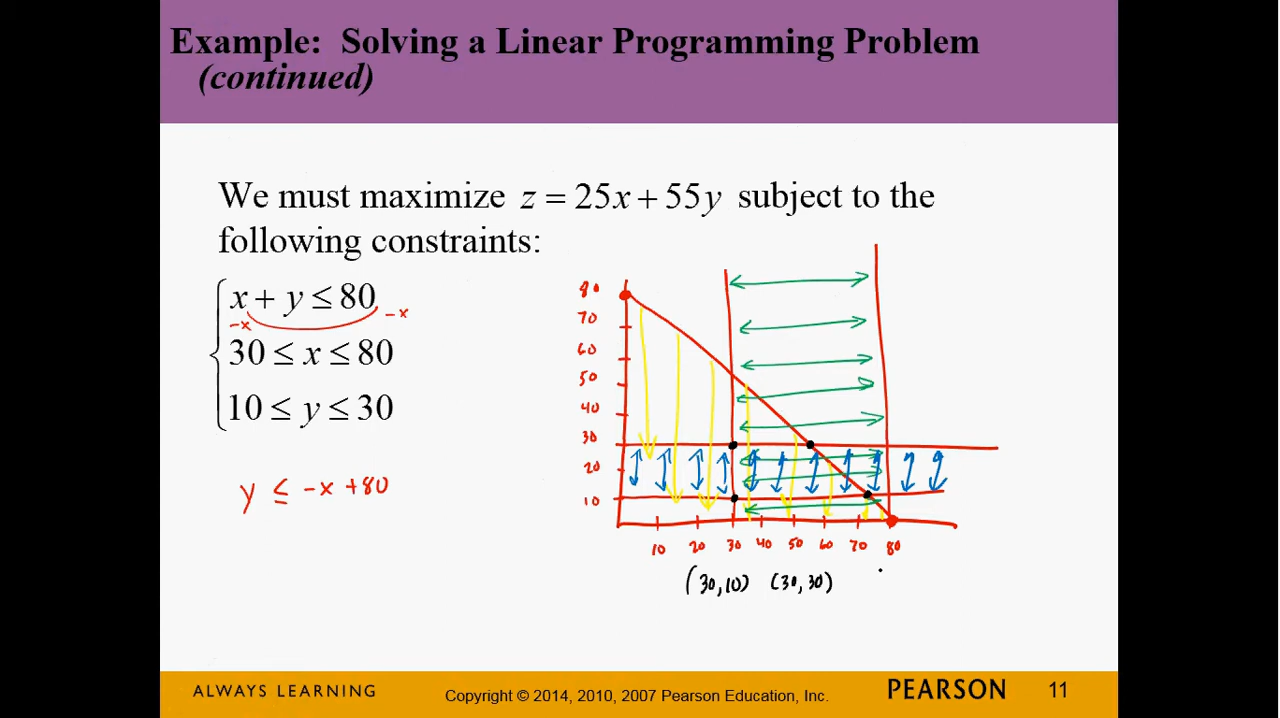 Example: Solving a Linear Programming Problem
(continued)
We must maximize z = 25x + 55y subject to the
following constraints:
x + y ≤ 80
-x -x
30 ≤ x ≤ 80
10 ≤ y ≤ 30
y ≤ -x +80
80
70
60
50
40
30
20
10
10 20 30 40 50 60 70 80
(30,10) (30,30)
ALWAYS LEARNING
Copyright © 2014, 2010, 2007 Pearson Education, Inc.
PEARSON
11